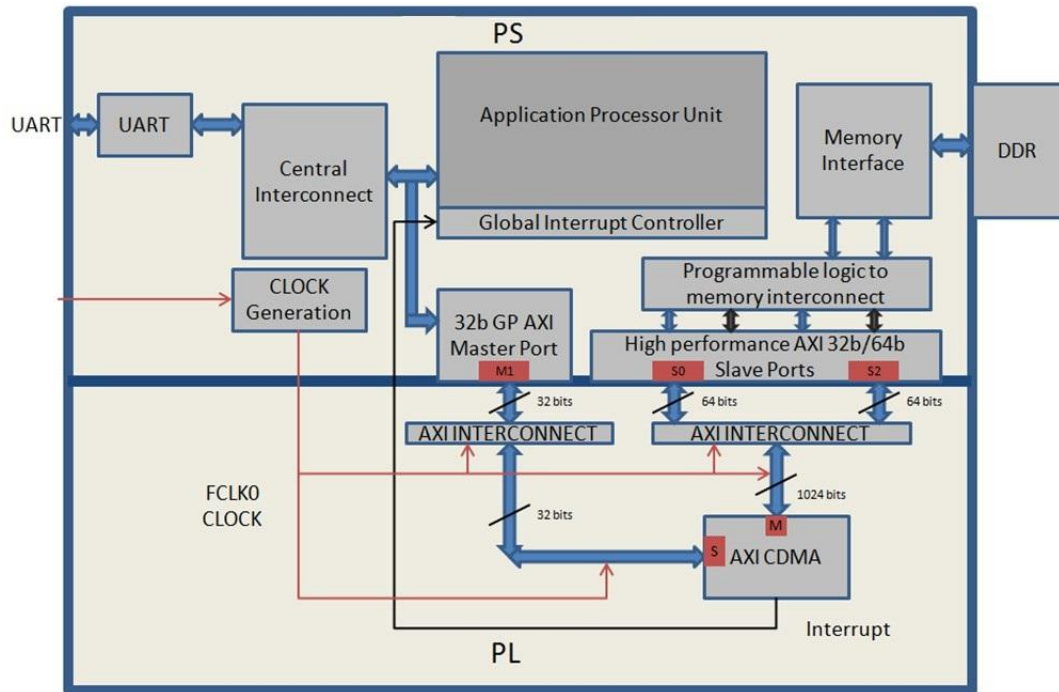 PS
UART
UART
Central
Interconnect
Application Processor Unit
Global Interrupt Controller
Memory
Interface
DDR
CLOCK
Generation
Programmable logic to
memory interconnect
32b GP AXI
Master Port
M1
High performance AXI 32b/64b
Slave Ports
S0
S2
32 bits
64 bits
64 bits
AXI INTERCONNECT
AXI INTERCONNECT
FCLK0
CLOCK
32 bits
1024 bits
M
S
AXI CDMA
Interrupt
PL